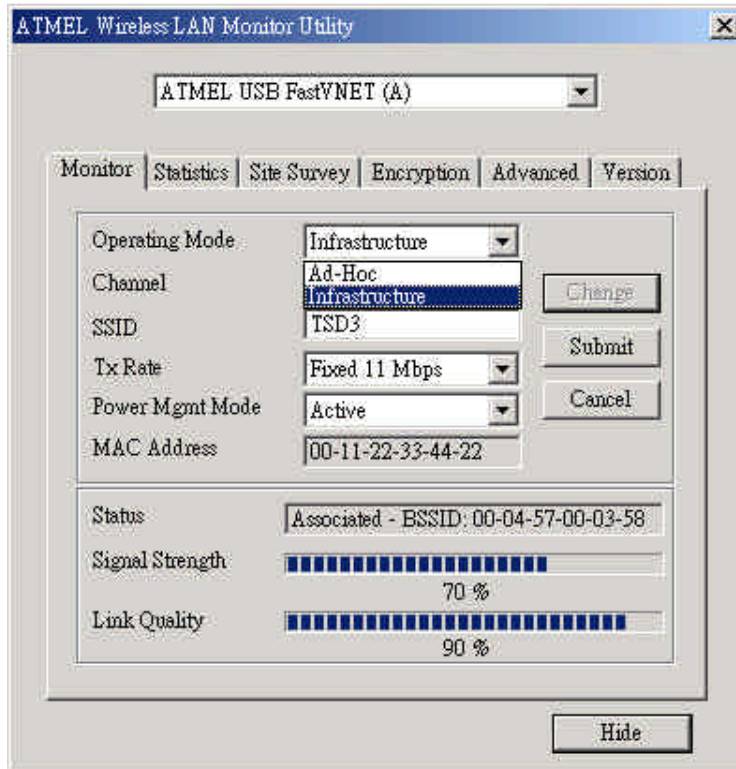 ATMEL Wireless LAN Monitor Utility
ATMEL USB FastVNET (A)
Monitor Statistics Site Survey Encryption Advanced Version
Operating Mode Infrastructure
Ad-Hoc
Channel Infrastructure Change
SSID TSD3
Submit
Tx Rate Fixed 11 Mbps
Power Mgmt Mode Active Cancel
MAC Address 00-11-22-33-44-22
Status Associated - BSSID: 00-04-57-00-03-58
Signal Strength
70 %
Link Quality
90 %
Hide